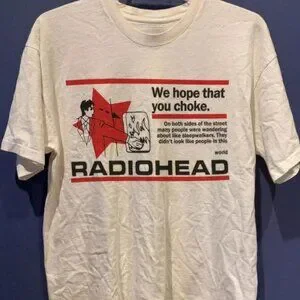 We hope that
you choke.
On both sides of the street
many people were wandering
about like sleepwalkers. They
didn't look like people in this
world
RADIOHEAD